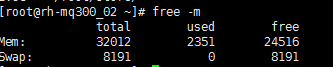 [root@rh-mq300_02 ~]# free -m
total used free
Mem: 32012 2351 24516
Swap: 8191 0 8191